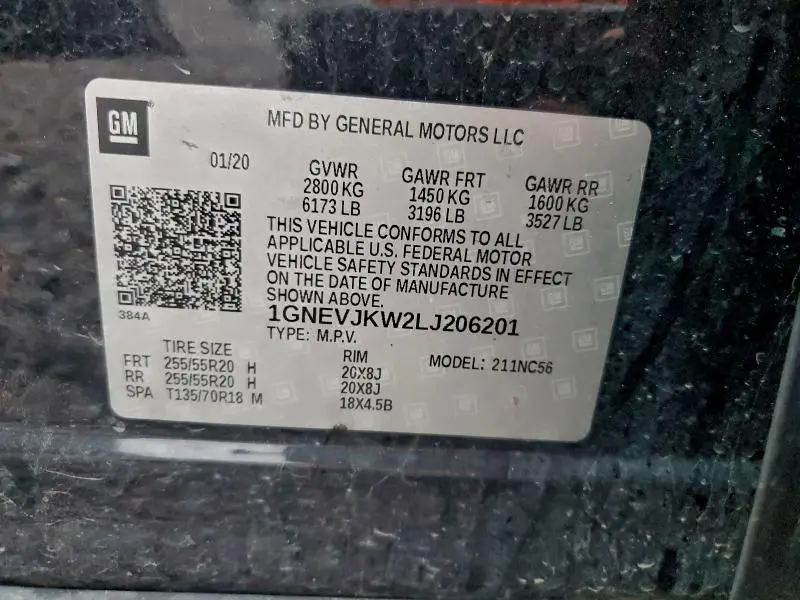 GM
MFD BY GENERAL MOTORS LLC
01/20
GVWR GAWR FRT GAWR RR
2800 KG 1450 KG 1600 KG
6173 LB 3196 LB 3527 LB
THIS VEHICLE CONFORMS TO ALL
APPLICABLE U.S. FEDERAL MOTOR
VEHICLE SAFETY STANDARDS IN EFFECT
ON THE DATE OF MANUFACTURE
SHOWN ABOVE.
384A
1GNEVJKW2LJ206201
TYPE: M.P.V.
TIRE SIZE RIM MODEL: 211NC56
FRT 255/55R20 H 20X8J
RR 255/55R20 H 20X8J
SPA T135/70R18 M 18X4.5B